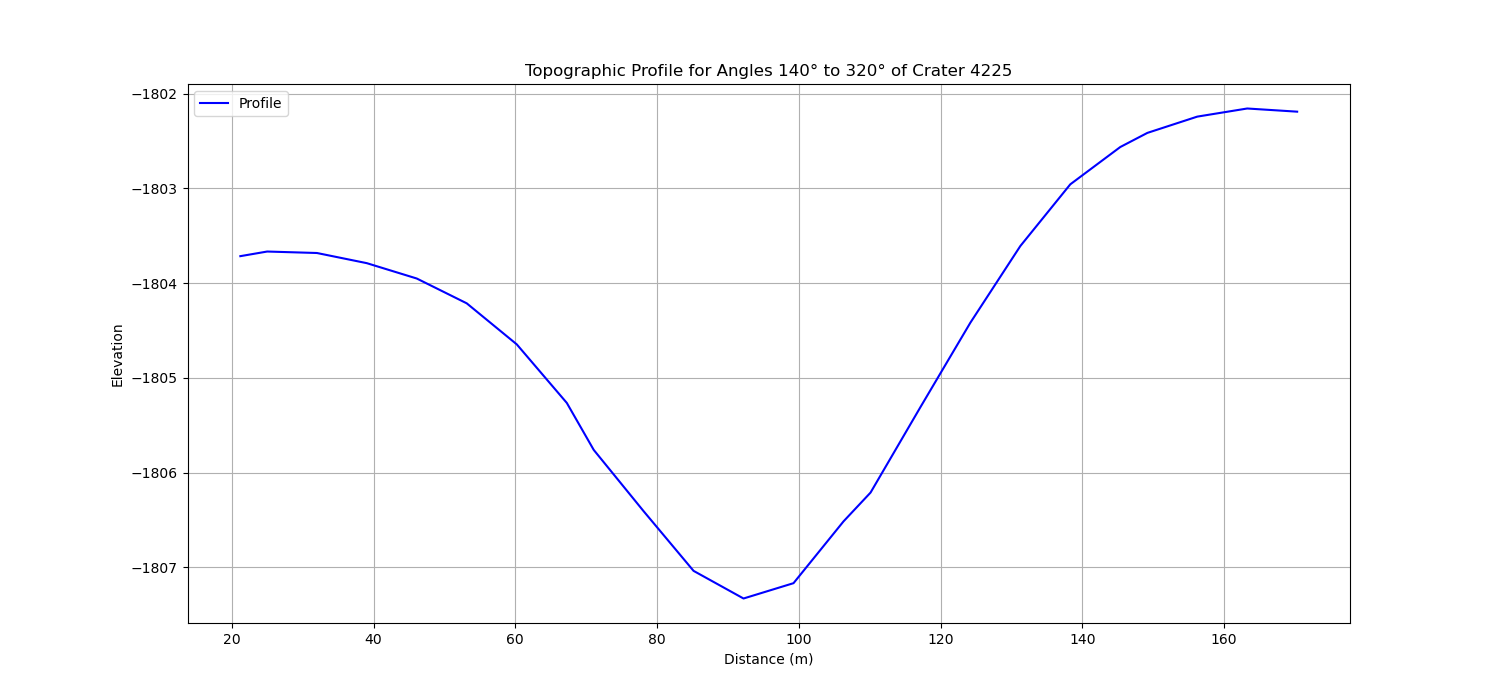 Topographic Profile for Angles 140° to 320° of Crater 4225
Profile
−1802
−1803
−1804
−1805
−1806
−1807
Elevation
20 40 60 80 100 120 140 160
Distance (m)